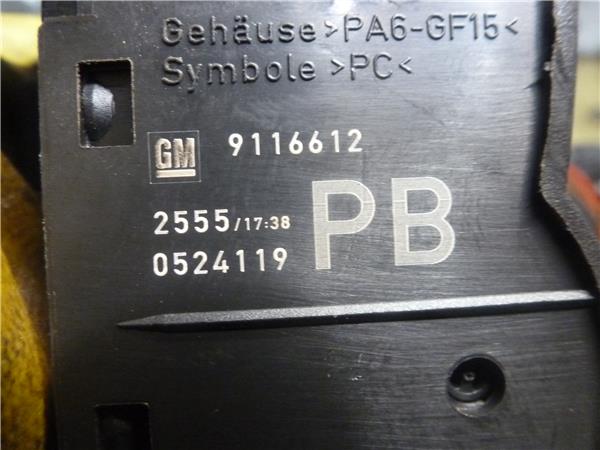 Gehäuse >PA6-GF15<
Symbole >PC<
GM 9116612
2555/17:38 PB
0524119